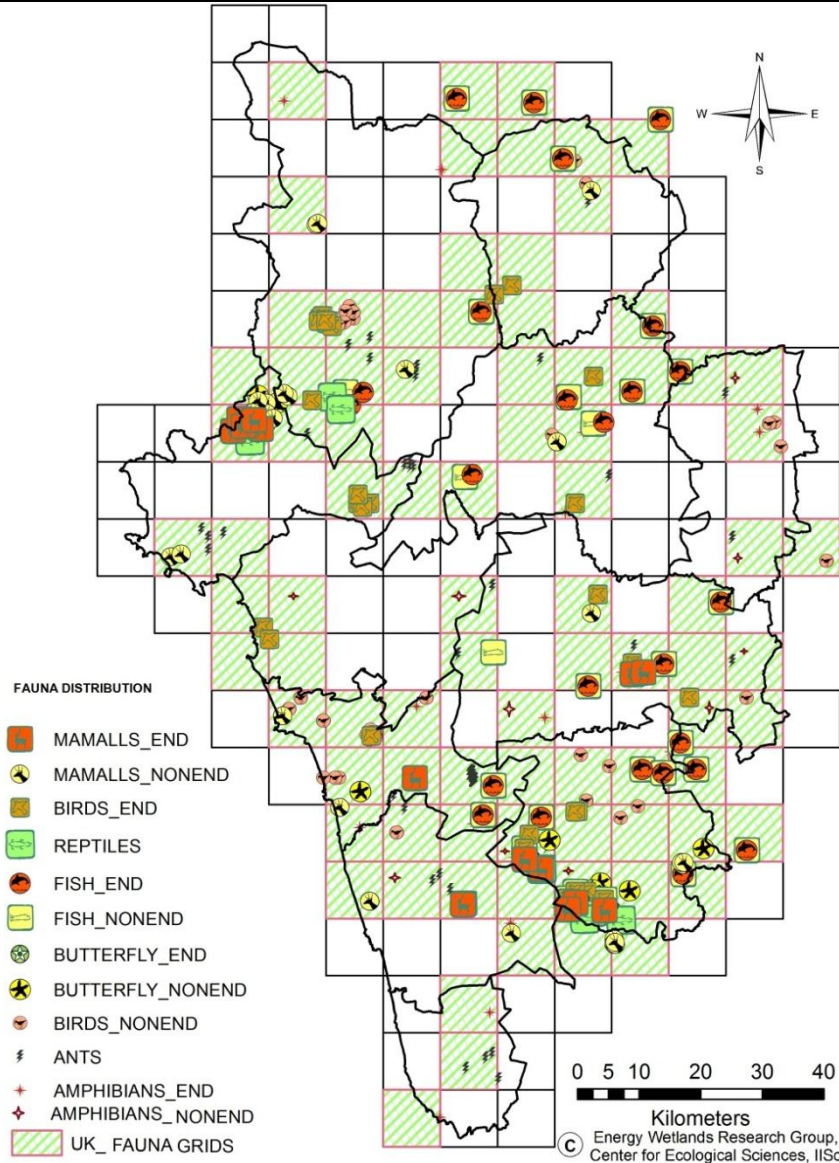 N
W E
S
FAUNA DISTRIBUTION
MAMALLS_END
MAMALLS_NONEND
BIRDS_END
REPTILES
FISH_END
FISH_NONEND
BUTTERFLY_END
BUTTERFLY_NONEND
BIRDS_NONEND
ANTS
AMPHIBIANS_END
AMPHIBIANS_NONEND
UK_ FAUNA GRIDS
0 5 10 20 30 40
Kilometers
© Energy Wetlands Research Group,
Center for Ecological Sciences, IISc